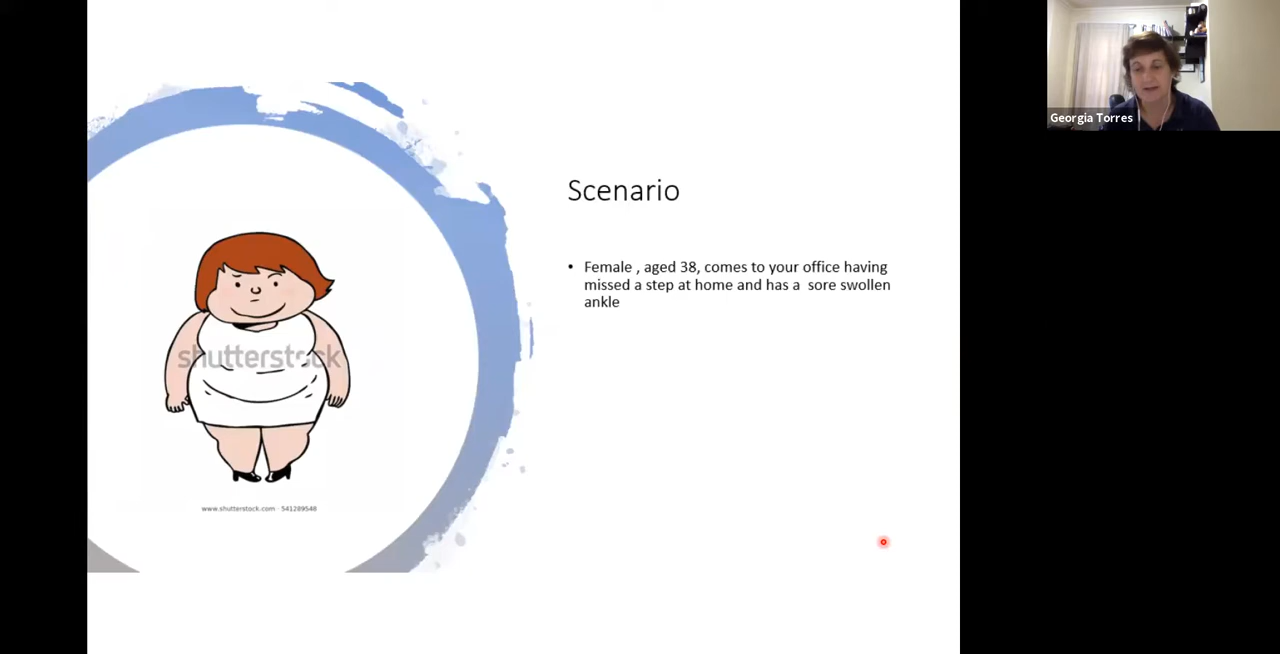 Georgia Torres
Scenario
• Female , aged 38, comes to your office having
missed a step at home and has a  sore swollen
ankle
shutterstock
www.shutterstock.com · 541289548